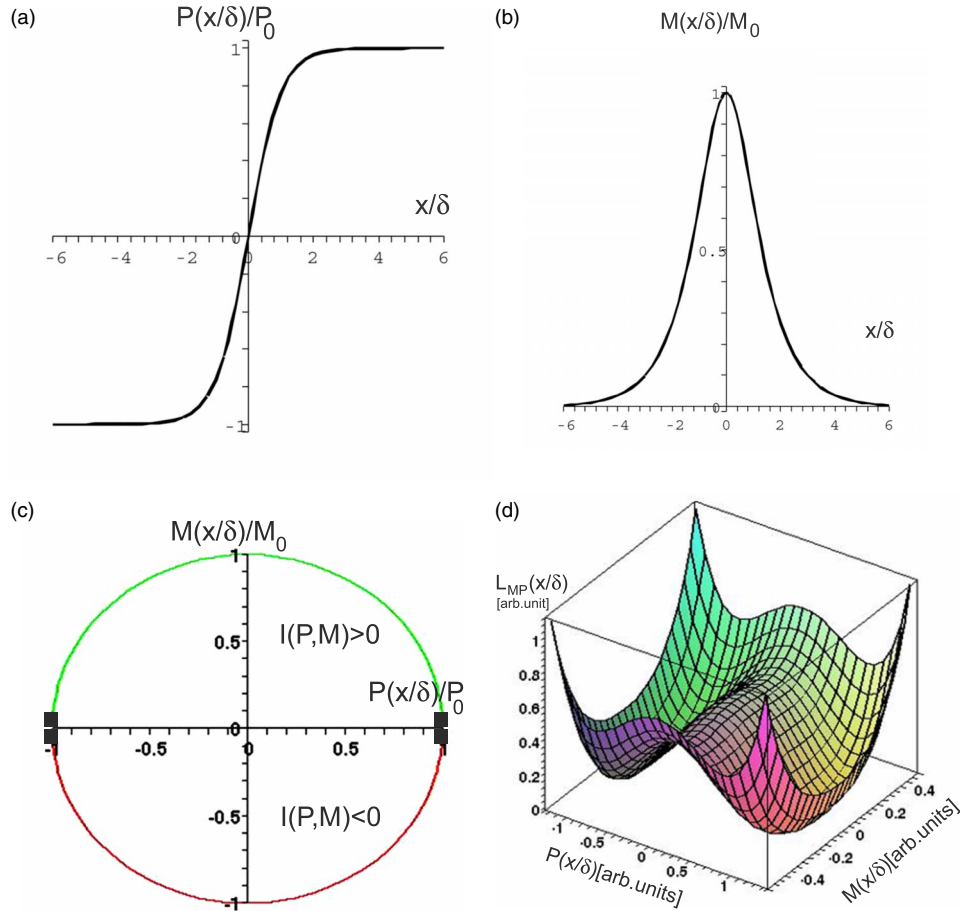 (a)
P(x/δ)/P0
1
x/δ
0
-6 -4 -2 0 2 4 6
-1
(b)
M(x/δ)/M0
1
0.5
x/δ
0
-6 -4 -2 0 2 4 6
(c)
M(x/δ)/M0
1
I(P,M)>0
0.5
P(x/δ)/P0
0
-1 -0.5 0 0.5 1
-0.5
I(P,M)<0
-1
(d)
LMP(x/δ)
[arb.unit]
1
0.8
0.6
0.4
0.2
0
-1 -0.5 0 0.5 1
P(x/δ)[arb.units]
-0.4 -0.2 0 0.2 0.4
M(x/δ)[arb.units]